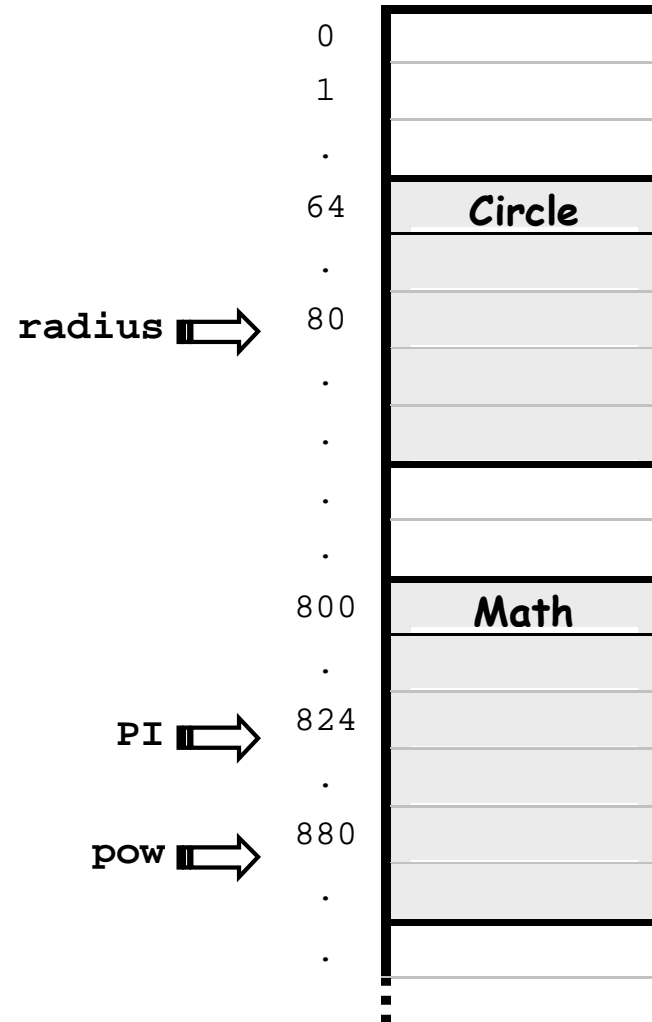 0
1
.
64 Circle
.
radius 80
.
.
.
.
800 Math
.
PI 824
.
pow 880
.
.